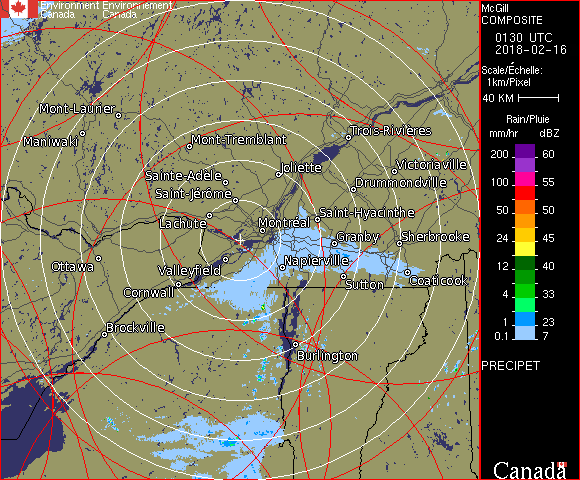 Environment Environnement
Canada Canada
McGill
COMPOSITE
0130 UTC
2018-02-16
Scale/Échelle:
1km/Pixel
40 KM
Rain/Pluie
mm/hr dBZ
200 60
100 55
50 50
24 45
12 40
4 33
1 23
0.1 7
PRECIPET
Canada
Mont-Laurier
Maniwaki
Mont-Tremblant
Trois-Rivières
Joliette
Victoriaville
Sainte-Adèle
Drummondville
Saint-Jérôme
Lachute
Saint-Hyacinthe
Montréal
Granby
Sherbrooke
Ottawa
Valleyfield
Napierville
Cornwall
Sutton
Coaticook
Brockville
Burlington